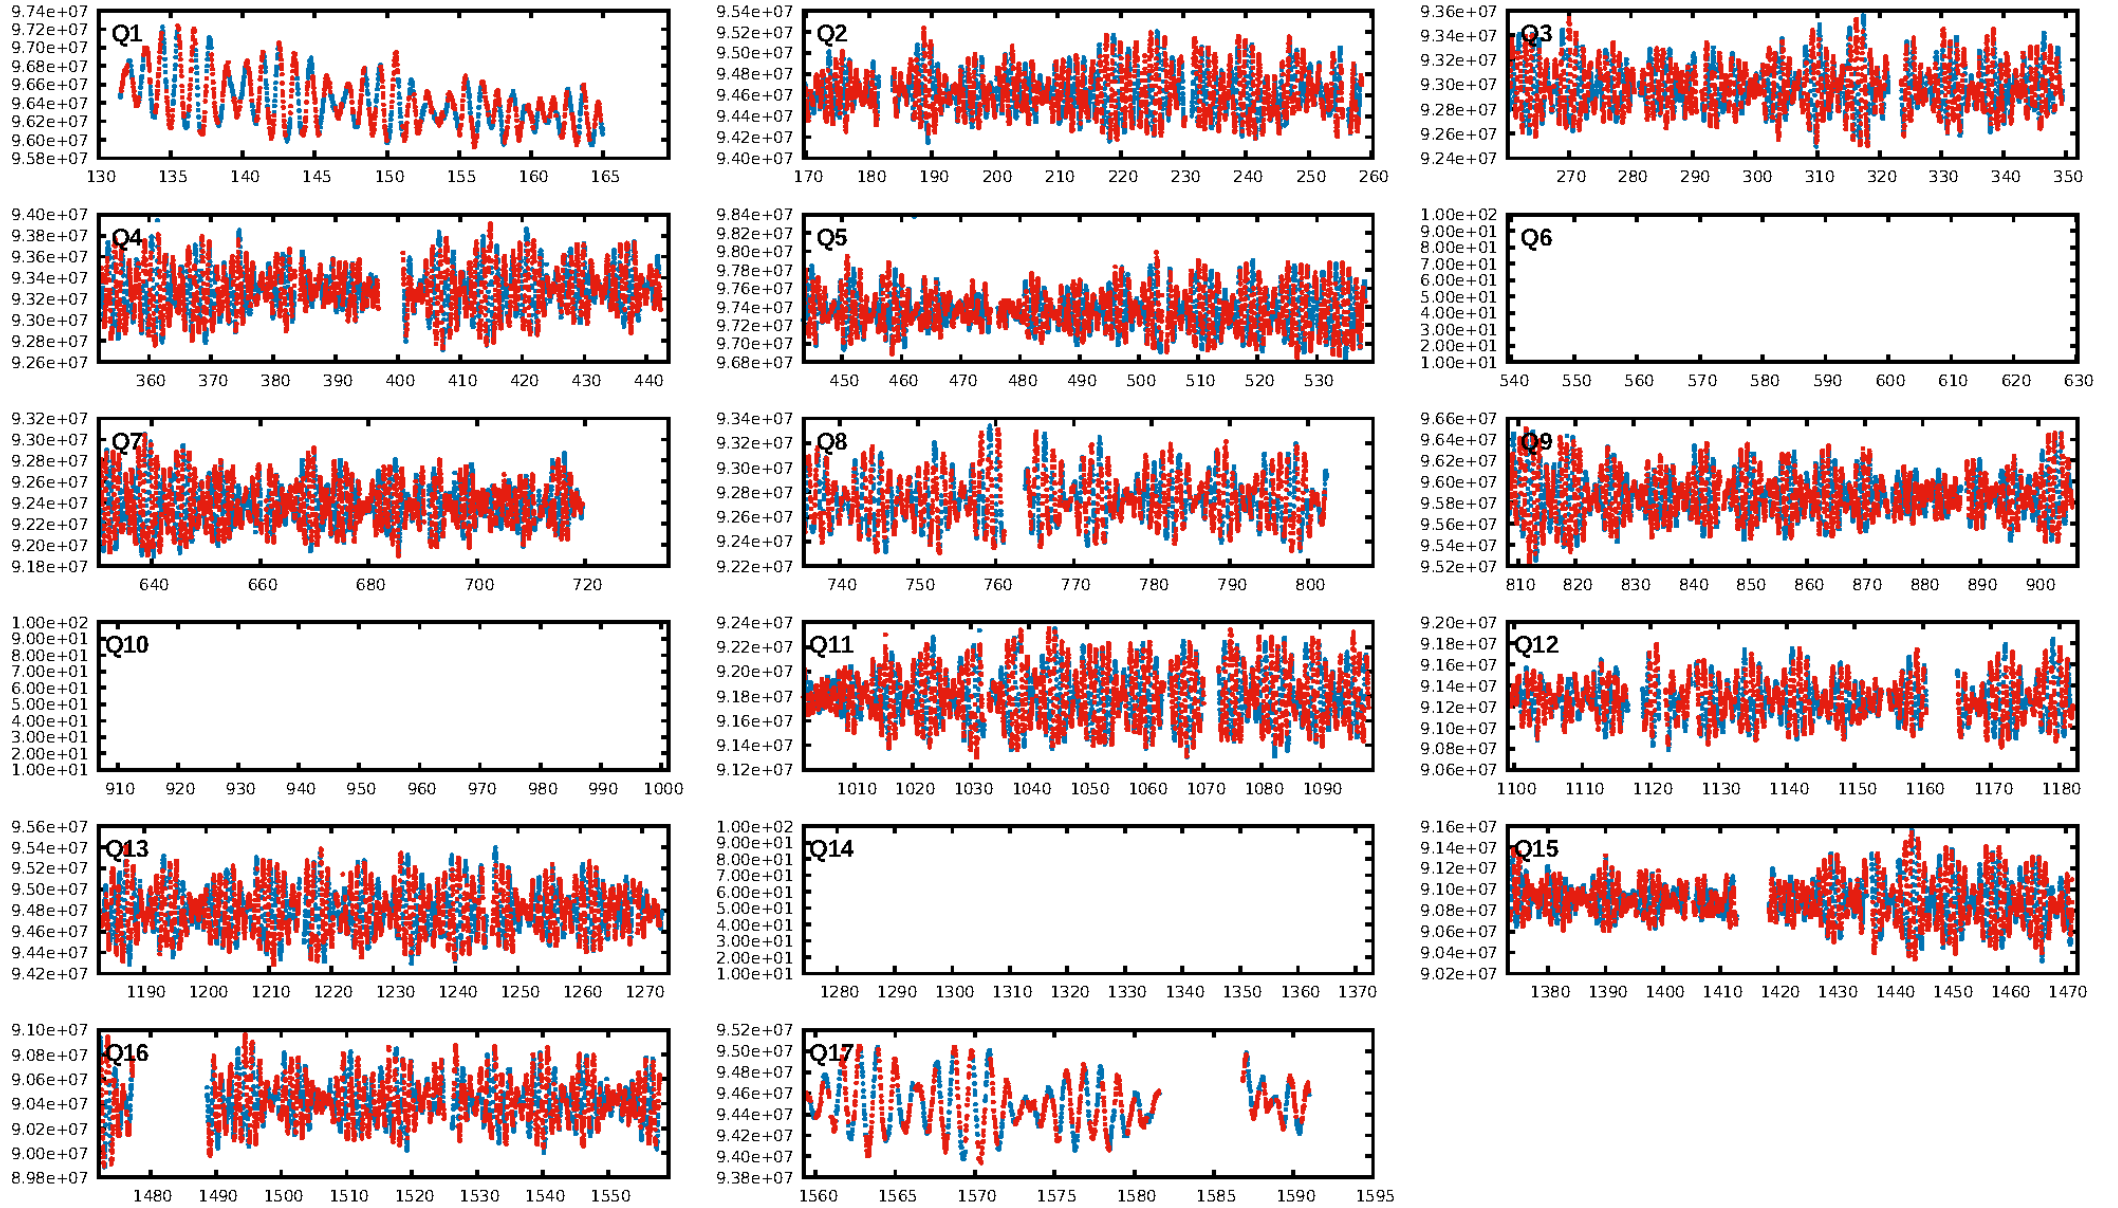 9.74e+07
9.72e+07
9.70e+07
9.68e+07
9.66e+07
9.64e+07
9.62e+07
9.60e+07
9.58e+07
Q1
130 135 140 145 150 155 160 165
9.54e+07
9.52e+07
9.50e+07
9.48e+07
9.46e+07
9.44e+07
9.42e+07
9.40e+07
Q2
170 180 190 200 210 220 230 240 250 260
9.36e+07
9.34e+07
9.32e+07
9.30e+07
9.28e+07
9.26e+07
9.24e+07
Q3
270 280 290 300 310 320 330 340 350
9.40e+07
9.38e+07
9.36e+07
9.34e+07
9.32e+07
9.30e+07
9.28e+07
9.26e+07
Q4
360 370 380 390 400 410 420 430 440
9.84e+07
9.82e+07
9.80e+07
9.78e+07
9.76e+07
9.74e+07
9.72e+07
9.70e+07
9.68e+07
Q5
450 460 470 480 490 500 510 520 530
1.00e+02
9.00e+01
8.00e+01
7.00e+01
6.00e+01
5.00e+01
4.00e+01
3.00e+01
2.00e+01
1.00e+01
Q6
540 550 560 570 580 590 600 610 620 630
9.32e+07
9.30e+07
9.28e+07
9.26e+07
9.24e+07
9.22e+07
9.20e+07
9.18e+07
Q7
640 660 680 700 720
9.34e+07
9.32e+07
9.30e+07
9.28e+07
9.26e+07
9.24e+07
9.22e+07
Q8
740 750 760 770 780 790 800
9.66e+07
9.64e+07
9.62e+07
9.60e+07
9.58e+07
9.56e+07
9.54e+07
9.52e+07
Q9
810 820 830 840 850 860 870 880 890 900
1.00e+02
9.00e+01
8.00e+01
7.00e+01
6.00e+01
5.00e+01
4.00e+01
3.00e+01
2.00e+01
1.00e+01
Q10
910 920 930 940 950 960 970 980 990 1000
9.24e+07
9.22e+07
9.20e+07
9.18e+07
9.16e+07
9.14e+07
9.12e+07
Q11
1010 1020 1030 1040 1050 1060 1070 1080 1090
9.20e+07
9.18e+07
9.16e+07
9.14e+07
9.12e+07
9.10e+07
9.08e+07
9.06e+07
Q12
1100 1110 1120 1130 1140 1150 1160 1170 1180
9.56e+07
9.54e+07
9.52e+07
9.50e+07
9.48e+07
9.46e+07
9.44e+07
9.42e+07
Q13
1190 1200 1210 1220 1230 1240 1250 1260 1270
1.00e+02
9.00e+01
8.00e+01
7.00e+01
6.00e+01
5.00e+01
4.00e+01
3.00e+01
2.00e+01
1.00e+01
Q14
1280 1290 1300 1310 1320 1330 1340 1350 1360 1370
9.16e+07
9.14e+07
9.12e+07
9.10e+07
9.08e+07
9.06e+07
9.04e+07
9.02e+07
Q15
1380 1390 1400 1410 1420 1430 1440 1450 1460 1470
9.10e+07
9.08e+07
9.06e+07
9.04e+07
9.02e+07
9.00e+07
8.98e+07
Q16
1480 1490 1500 1510 1520 1530 1540 1550
9.52e+07
9.50e+07
9.48e+07
9.46e+07
9.44e+07
9.42e+07
9.40e+07
9.38e+07
Q17
1560 1565 1570 1575 1580 1585 1590 1595